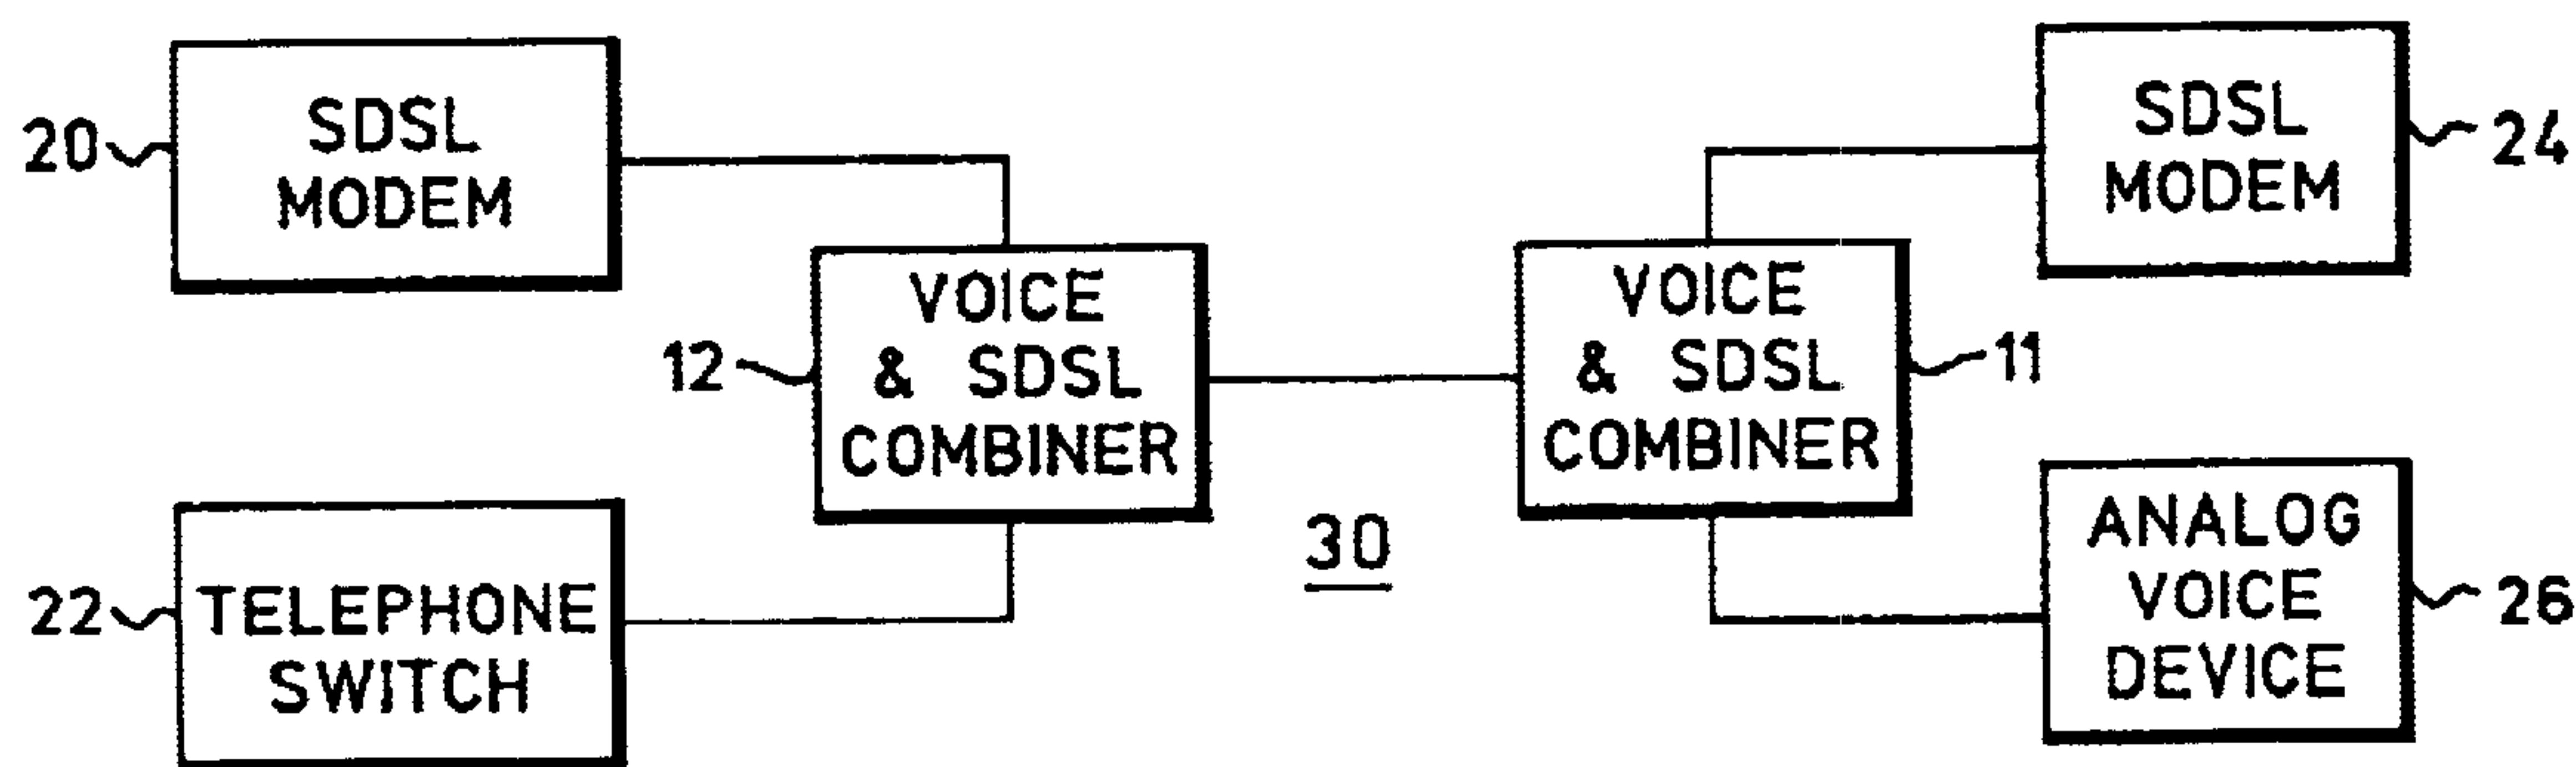 20
SDSL
MODEM
SDSL
MODEM
24
12
VOICE
& SDSL
COMBINER
VOICE
& SDSL
COMBINER
11
30
22
TELEPHONE
SWITCH
ANALOG
VOICE
DEVICE
26